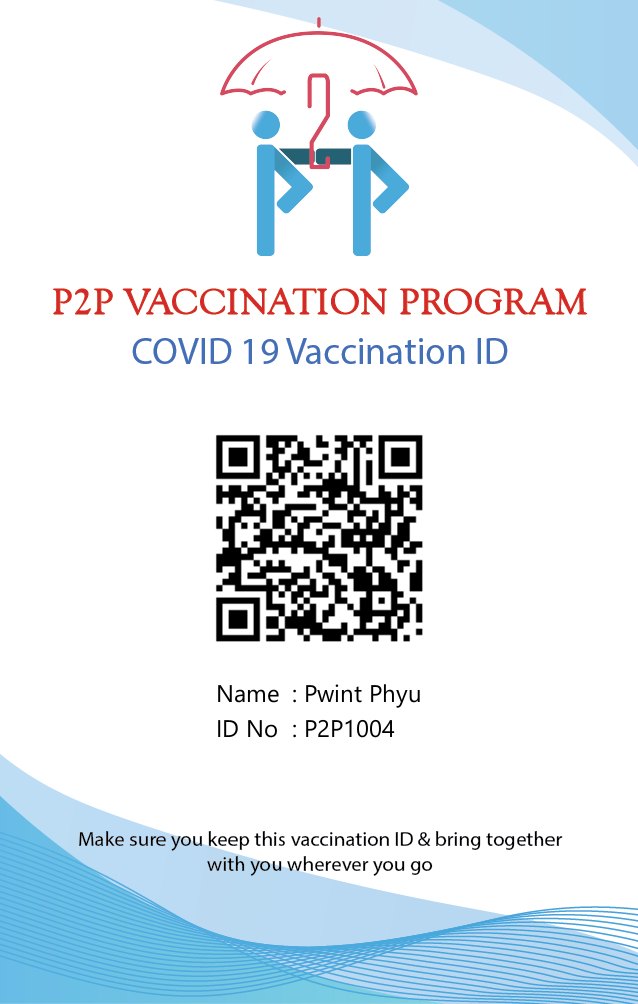 P2P VACCINATION PROGRAM
COVID 19 Vaccination ID
Name : Pwint Phyu
ID No : P2P1004
Make sure you keep this vaccination ID & bring together
with you wherever you go